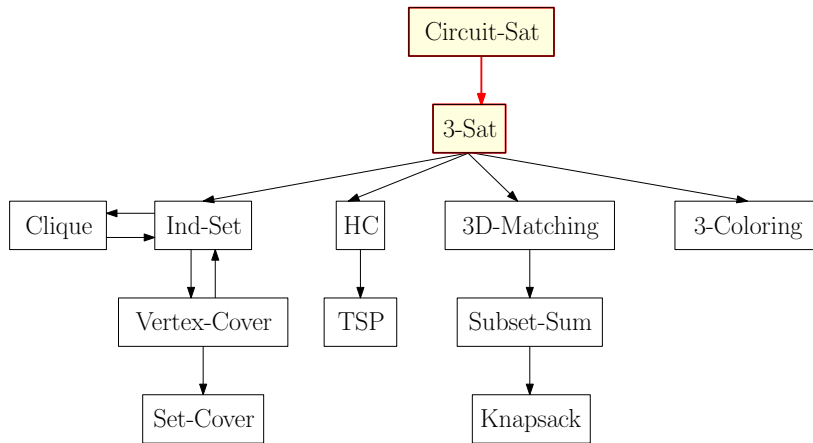 Circuit-Sat
3-Sat
Clique
Ind-Set
HC
3D-Matching
3-Coloring
Vertex-Cover
TSP
Subset-Sum
Set-Cover
Knapsack